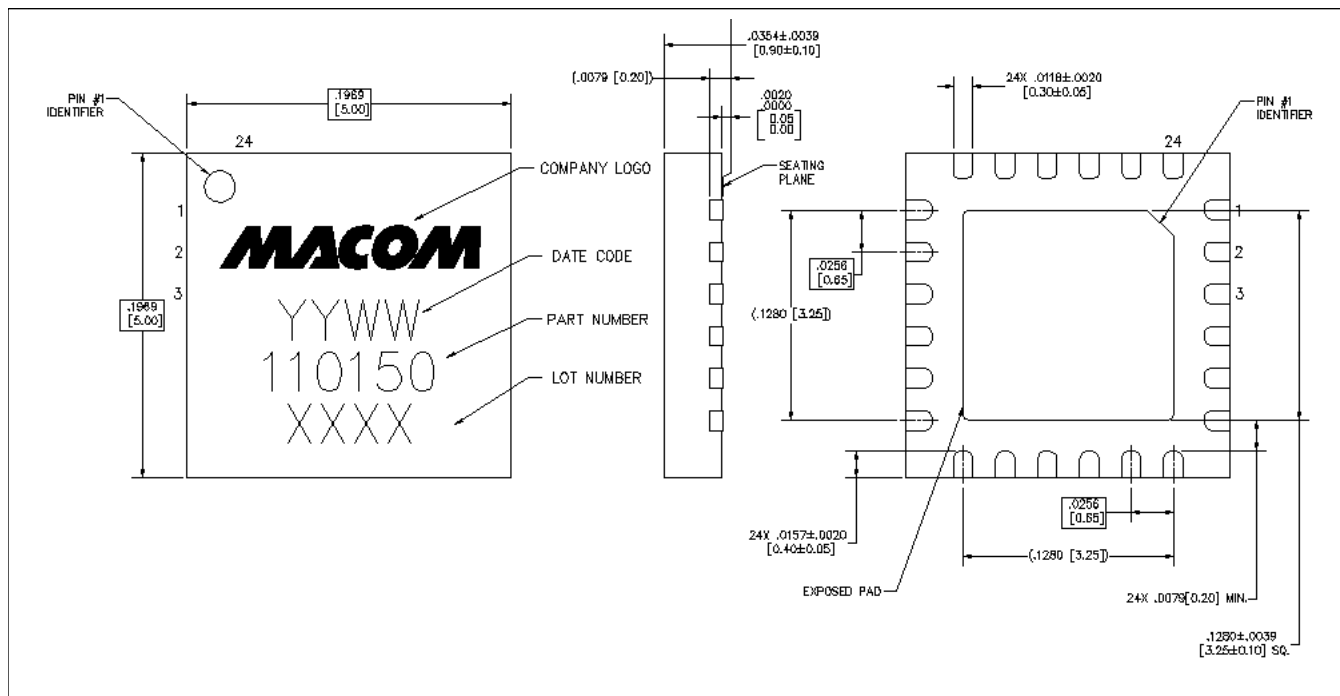 PIN #1
IDENTIFIER
.1969
[5.00]
24
1
2
3
.1969
[5.00]
MACOM
YYWW
110150
XXXX
COMPANY LOGO
DATE CODE
PART NUMBER
LOT NUMBER
.0354±.0039
[0.90±0.10]
(.0079 [0.20])
.0020
.0000
[0.05
0.00]
SEATING
PLANE
24X .0118±.0020
[0.30±0.05]
PIN #1
IDENTIFIER
24
1
2
3
.0256
[0.65]
(.1280 [3.25])
24X .0157±.0020
[0.40±0.05]
.0256
[0.65]
(.1280 [3.25])
EXPOSED PAD
24X .0079[0.20] MIN.
.1280±.0039
[3.25±0.10] SQ.